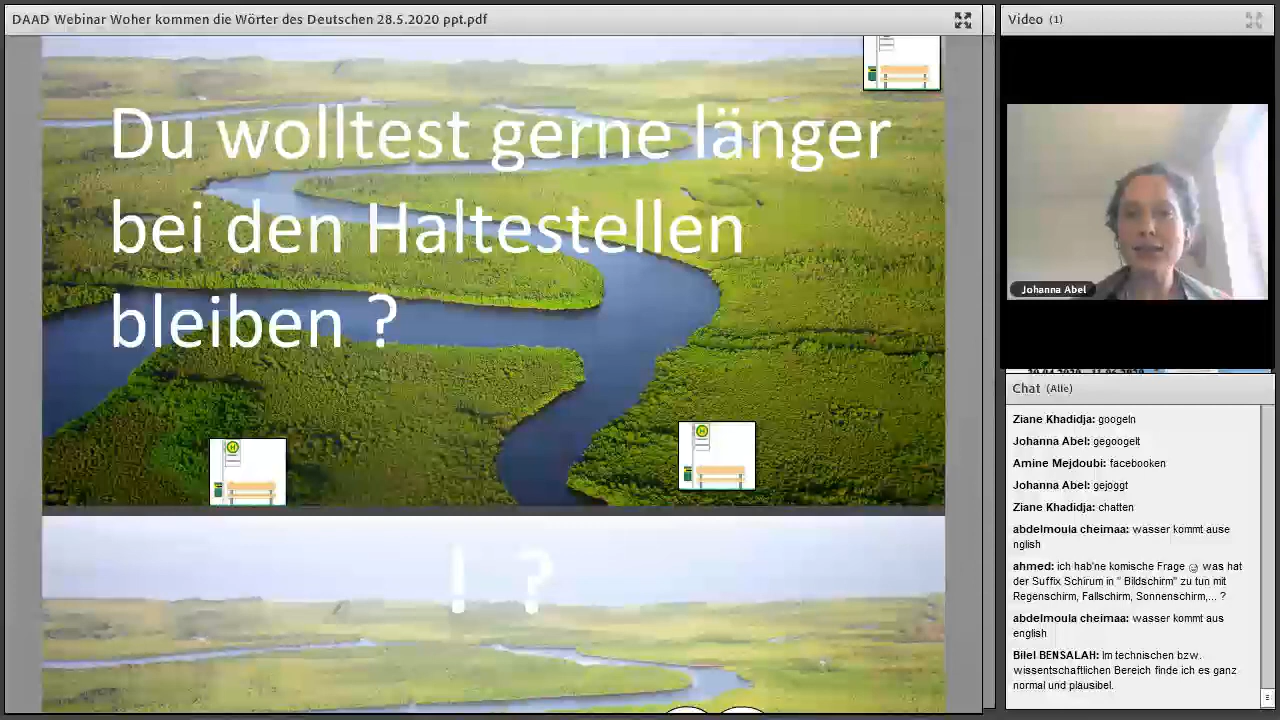 DAAD Webinar Woher kommen die Wörter des Deutschen 28.5.2020 ppt.pdf
Du wolltest gerne länger
bei den Haltestellen
bleiben ?
H
H
! ?
Video (1)
Johanna Abel
Chat (Alle)
Ziane Khadidja: googeln
Johanna Abel: gegoogelt
Amine Mejdoubi: facebooken
Johanna Abel: gejoggt
Ziane Khadidja: chatten
abdelmoula cheimaa: wasser kommt ause
nglish
ahmed: ich hab'ne komische Frage was hat
der Suffix Schirum in " Bildschirm" zu tun mit
Regenschirm, Fallschirm, Sonnenschirm,... ?
abdelmoula cheimaa: wasser kommt aus
english
Bilel BENSALAH: Im technischen bzw.
wissentschaftlichen Bereich finde ich es ganz
normal und plausibel.